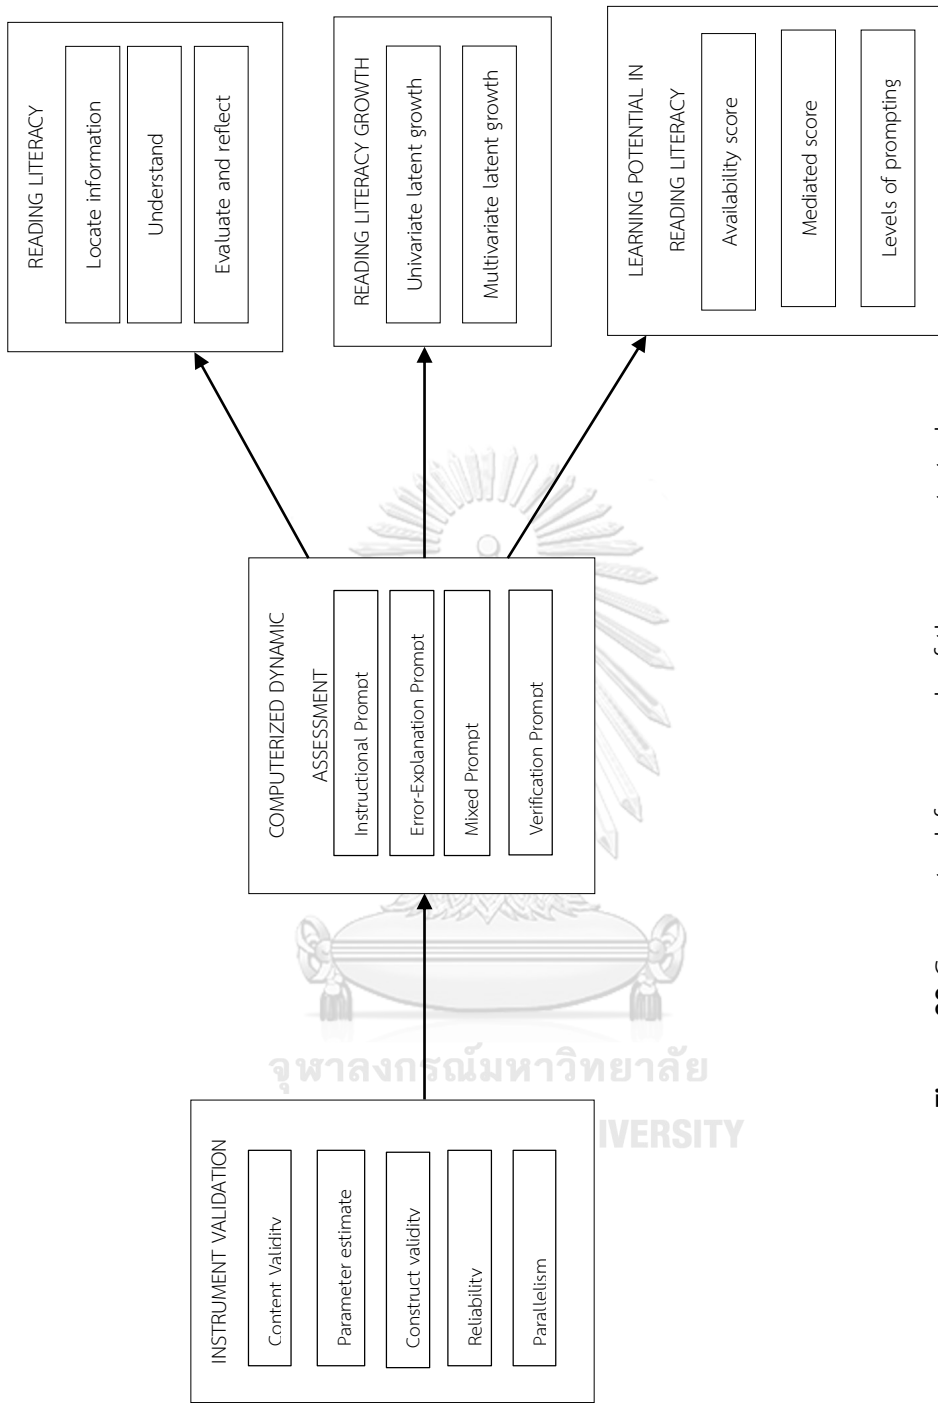 INSTRUMENT VALIDATION
Content Validity
Parameter estimate
Construct validity
Reliability
Parallelism
COMPUTERIZED DYNAMIC
ASSESSMENT
Instructional Prompt
Error-Explanation Prompt
Mixed Prompt
Verification Prompt
READING LITERACY
Locate information
Understand
Evaluate and reflect
READING LITERACY GROWTH
Univariate latent growth
Multivariate latent growth
LEARNING POTENTIAL IN
READING LITERACY
Availability score
Mediated score
Levels of prompting
จุฬาลงกรณ์มหาวิทยาลัย
IVERSITY